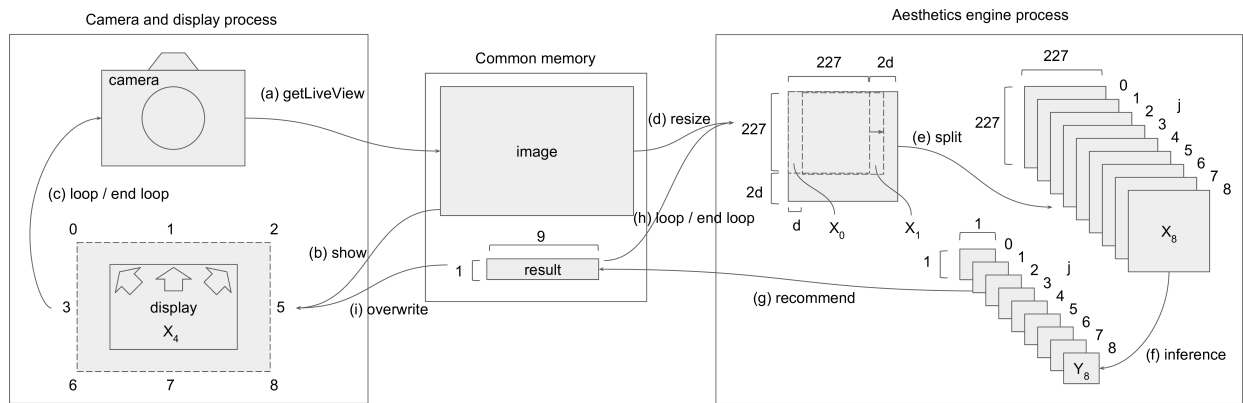 Camera and display process
camera
(a) getLiveView
(c) loop / end loop
0 1 2
3 5
display
X4
6 7 8
(b) show
(i) overwrite
Common memory
image
9
1
result
(d) resize
(h) loop / end loop
Aesthetics engine process
227 2d
227
2d
d
X0 X1
(e) split
227
227
0
1
2
j
3
4
5
6
7
8
X8
1
1
0
1
2
j
3
4
5
6
7
8
Y8
(f) inference
(g) recommend